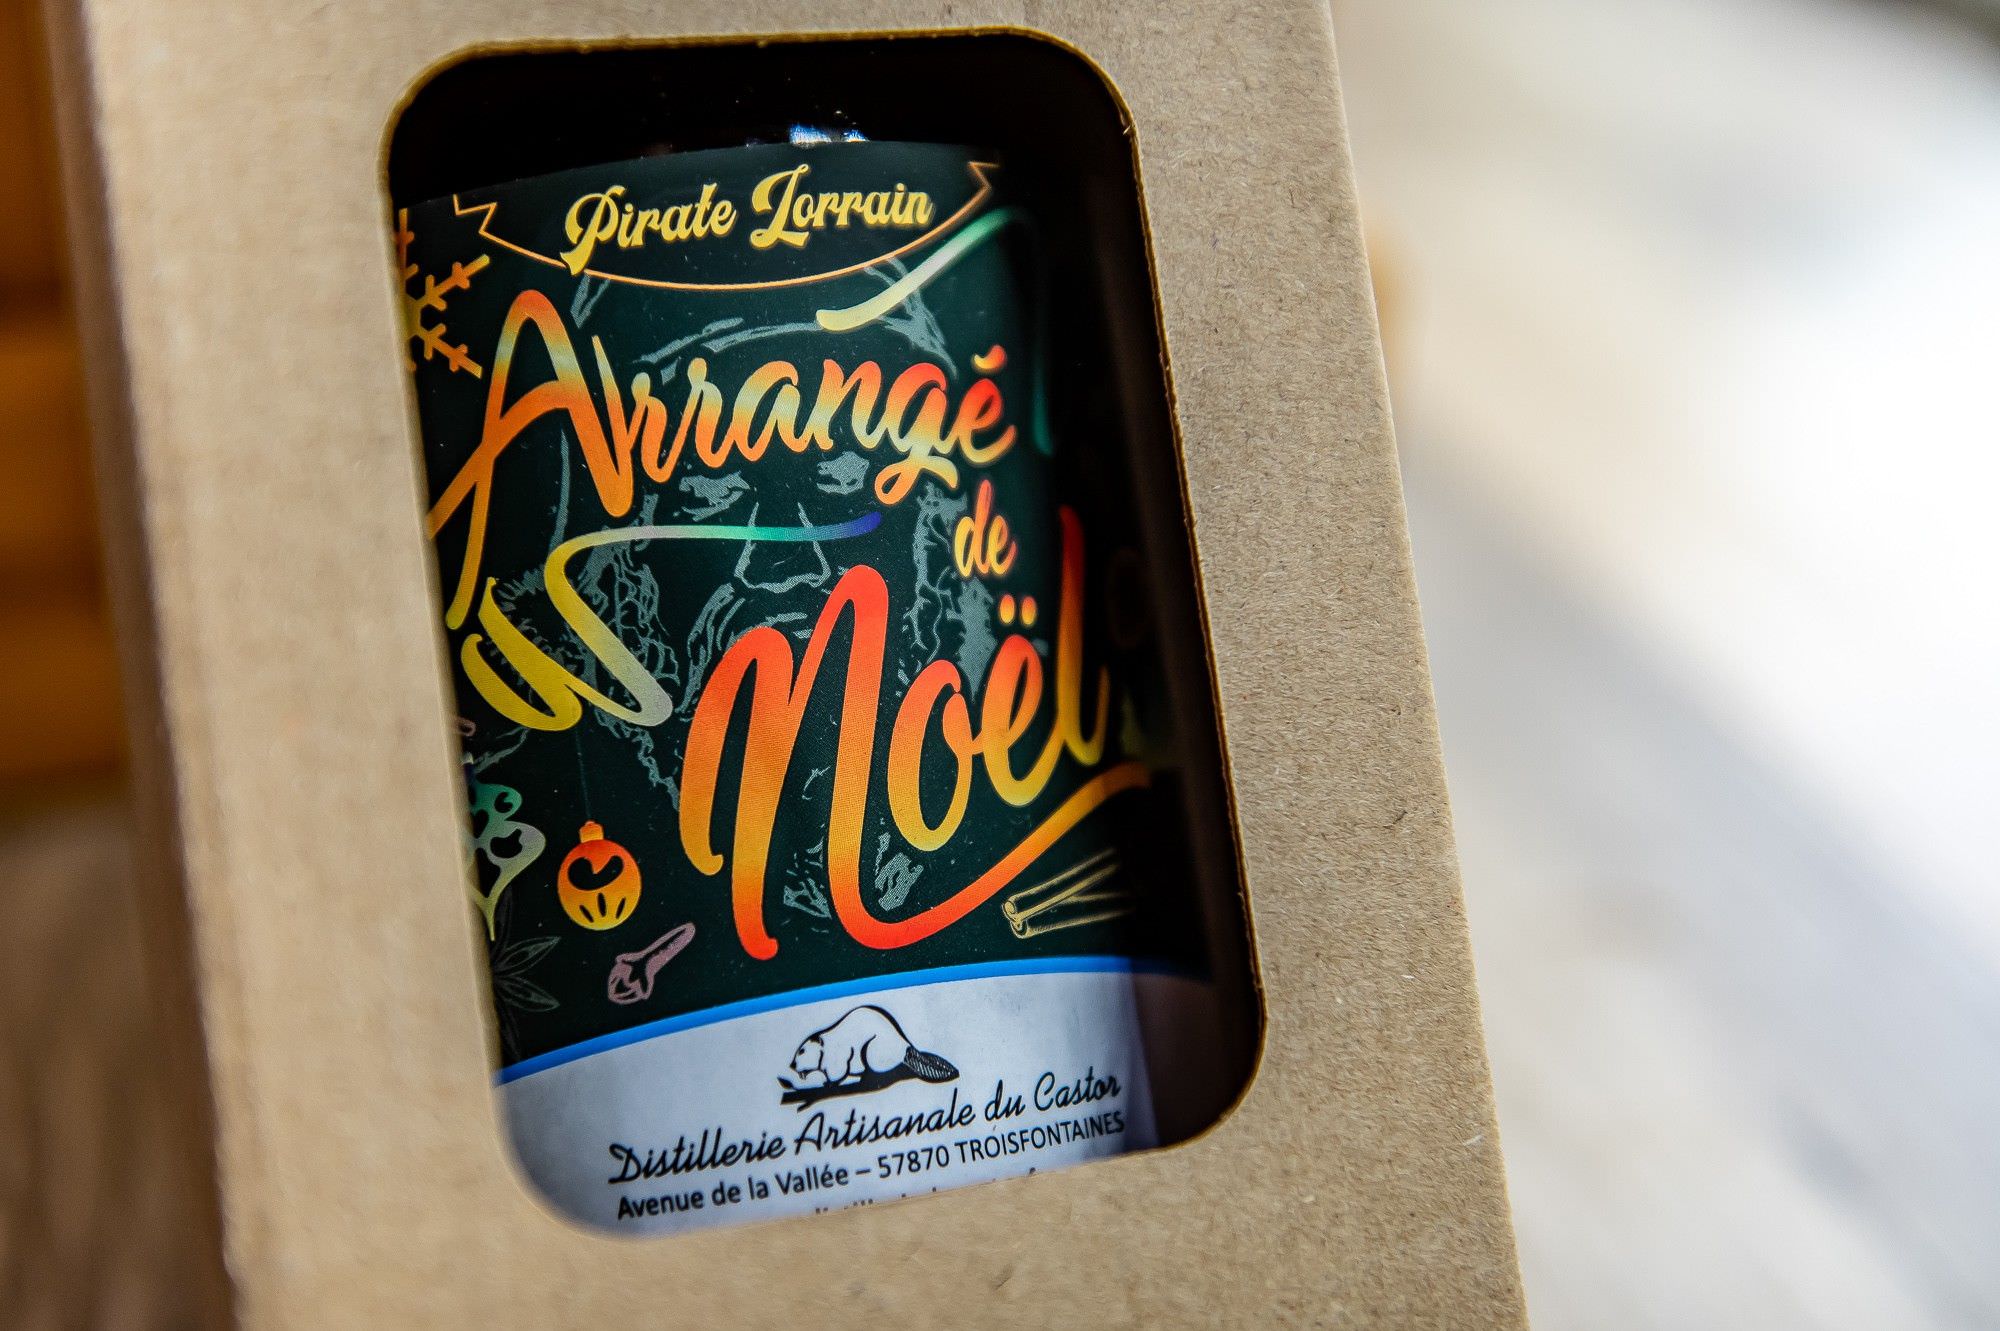 Pirate Lorrain
Arrangé
de
Noël
Distillerie Artisanale du Castor
Avenue de la Vallée – 57870 TROISFONTAINES